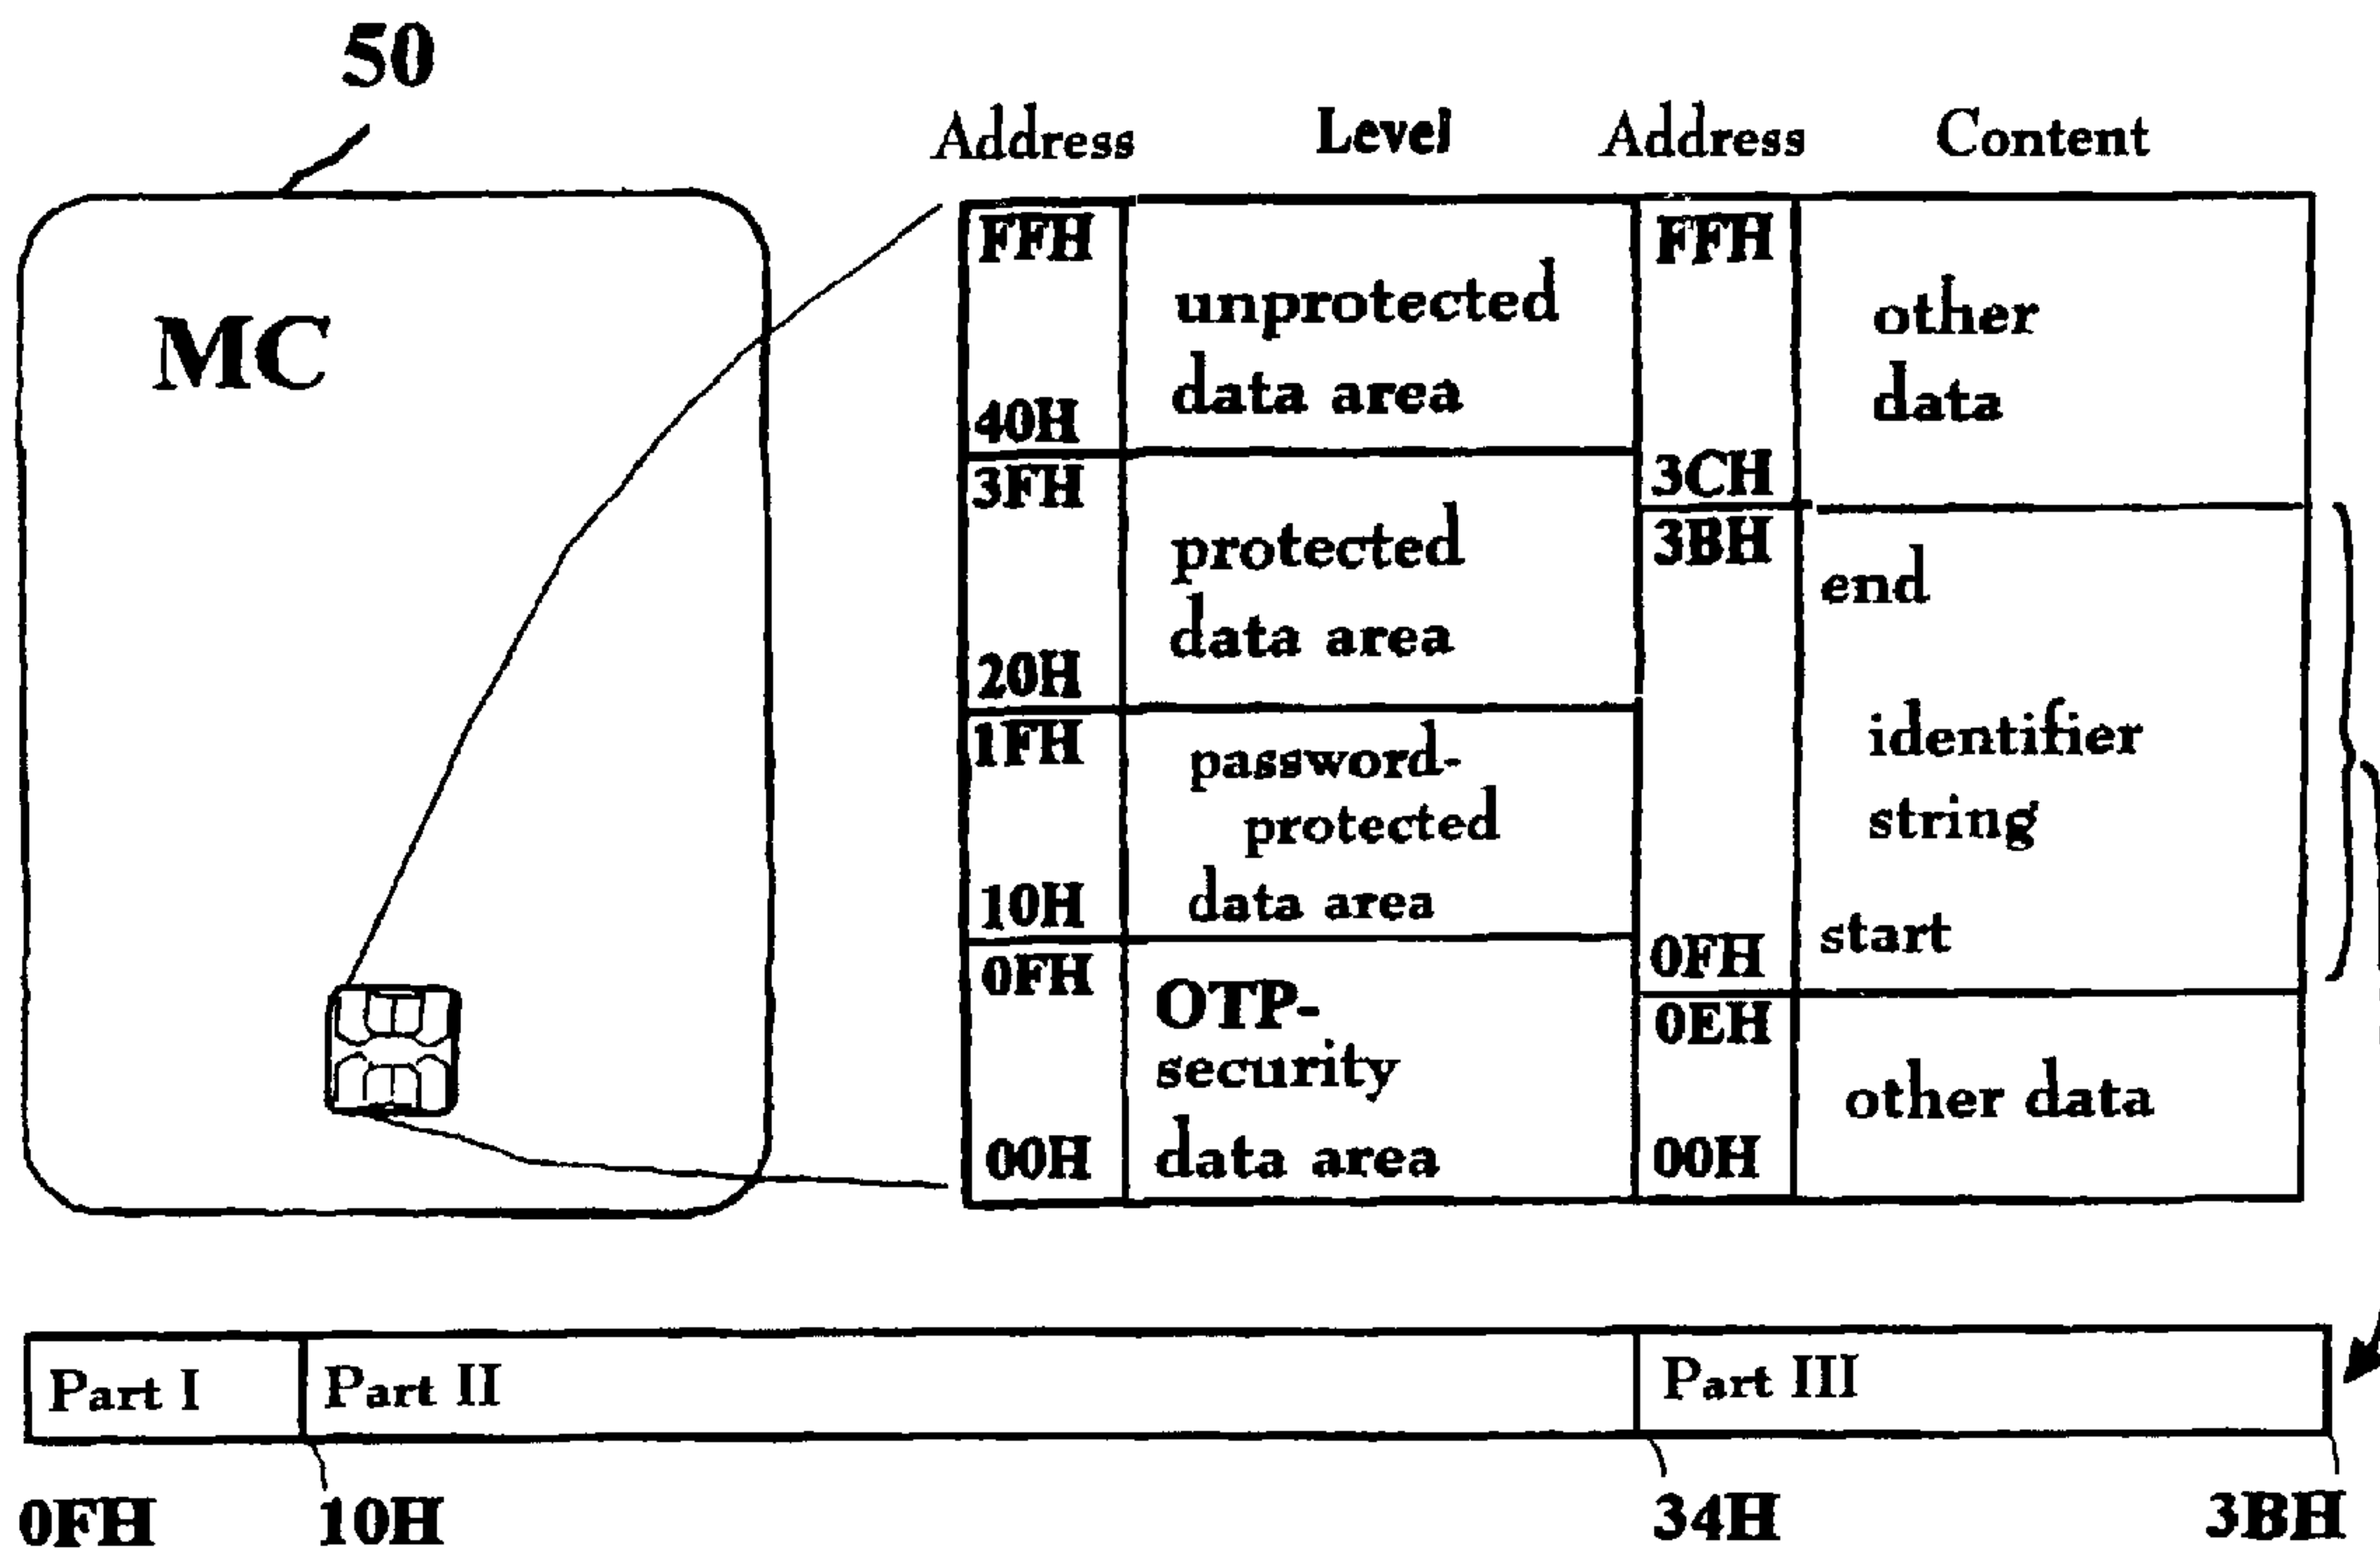 50
MC
Address Level Address Content
FFH
unprotected
data area
40H
3FH
protected
data area
20H
1FH
password-
protected
data area
10H
0FH
OTP-
security
data area
00H
FFH
other
data
3CH
3BH
end
identifier
string
start
0FH
0EH
other data
00H
Part I Part II Part III
0FH 10H 34H 3BH